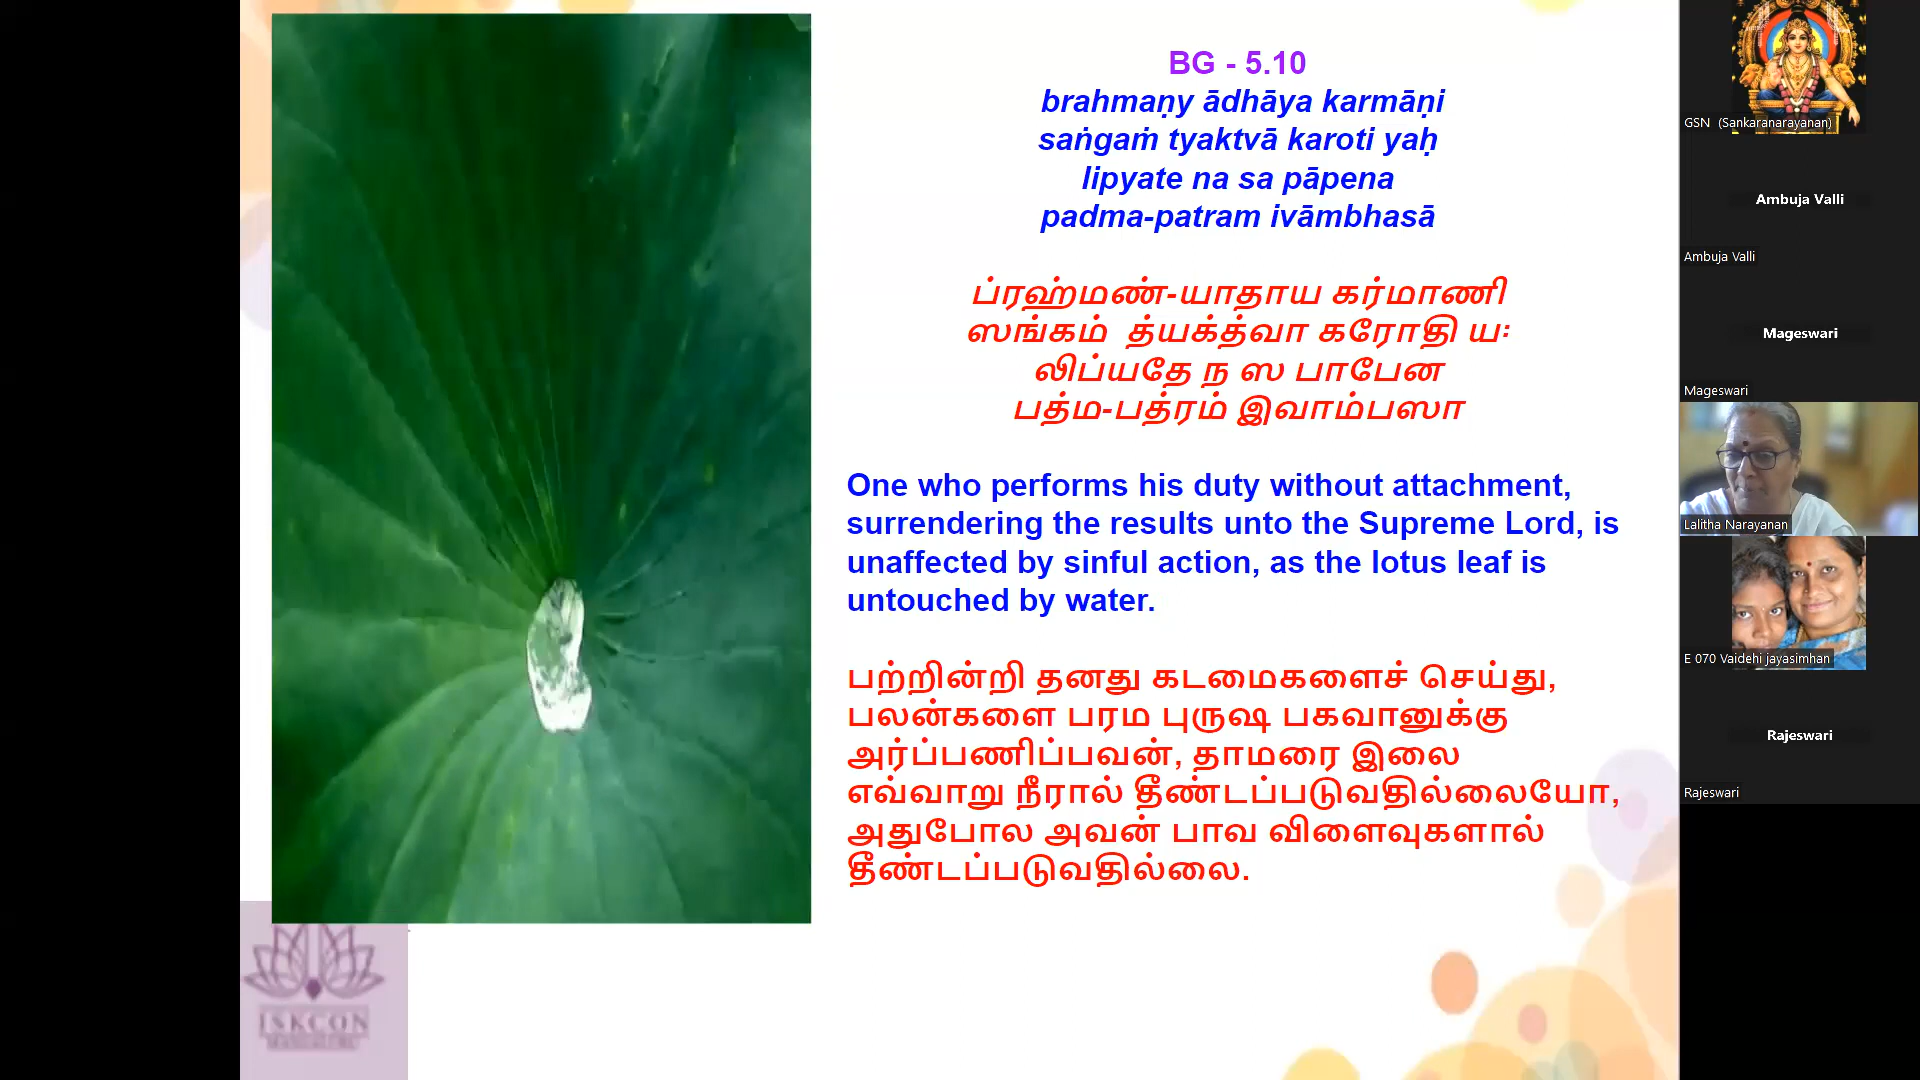 BG - 5.10
brahmaṇy ādhāya karmāṇi
saṅgaṁ tyaktvā karoti yaḥ
lipyate na sa pāpena
padma-patram ivāmbhasā
ப்ரஹ்மண்-யாதாய கர்மாணி
ஸங்கம் த்யக்த்வா கரோதி ய:
லிப்யதே ந ஸ பாபேன
பத்ம-பத்ரம் இவாம்பஸா
One who performs his duty without attachment,
surrendering the results unto the Supreme Lord, is
unaffected by sinful action, as the lotus leaf is
untouched by water.
பற்றின்றி தனது கடமைகளைச் செய்து,
பலன்களை பரம புருஷ பகவானுக்கு
அர்ப்பணிப்பவன், தாமரை இலை
எவ்வாறு நீரால் தீண்டப்படுவதில்லையோ,
அதுபோல அவன் பாவ விளைவுகளால்
தீண்டப்படுவதில்லை.
ISKCON
GSN (Sankaranarayanan)
Ambuja Valli
Ambuja Valli
Mageswari
Mageswari
Lalitha Narayanan
E 070 Vaidehi jayasimhan
Rajeswari
Rajeswari